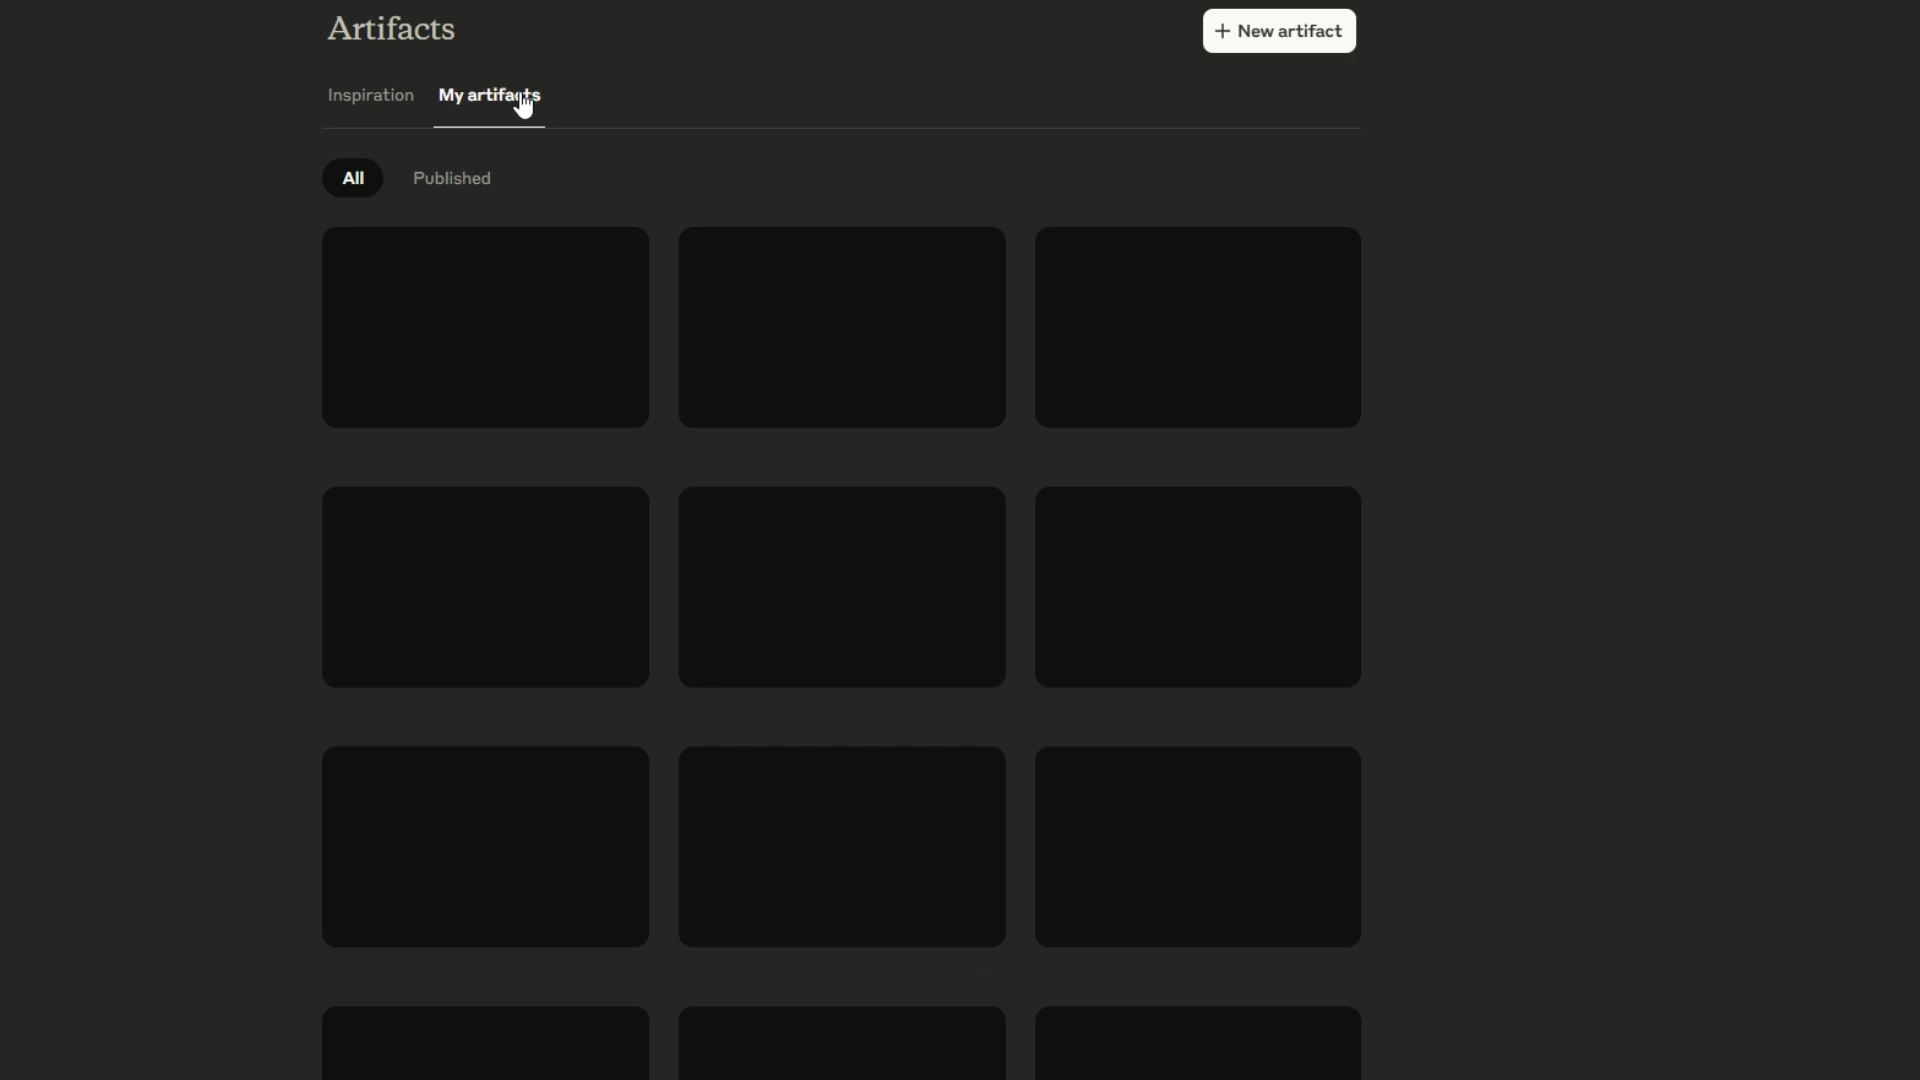 Artifacts
+ New artifact
Inspiration
My artifacts
All
Published